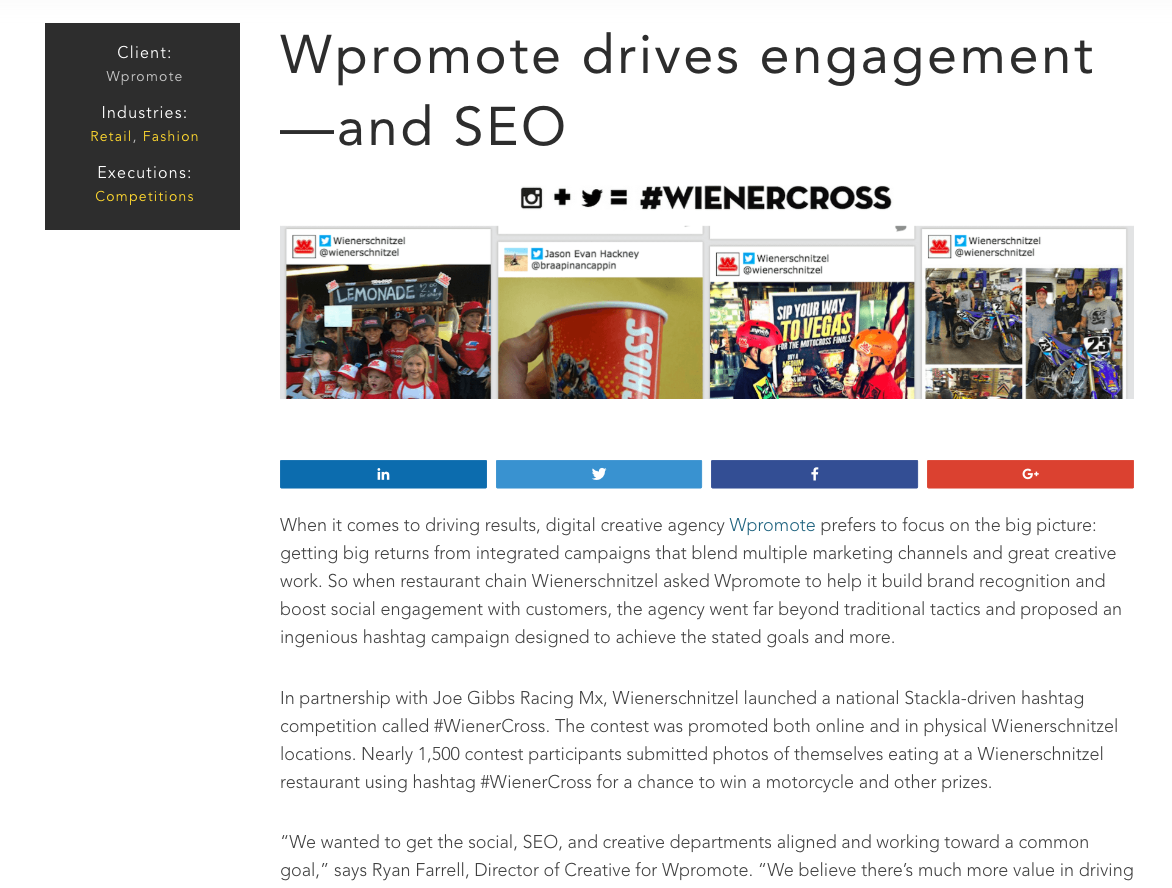 Client:
Wpromote
Industries:
Retail, Fashion
Executions:
Competitions
Wpromote drives engagement
—and SEO
+ = #WIENERCROSS
Wienerschnitzel
@wienerschnitzel
LEMONADE
Jason Evan Hackney
@braapinancappin
Wienerschnitzel
@wienerschnitzel
SIP YOUR WAY
TO VEGAS
FOR THE MOTOCROSS FINALS
Wienerschnitzel
@wienerschnitzel
23
in
f
G+
When it comes to driving results, digital creative agency Wpromote prefers to focus on the big picture:
getting big returns from integrated campaigns that blend multiple marketing channels and great creative
work. So when restaurant chain Wienerschnitzel asked Wpromote to help it build brand recognition and
boost social engagement with customers, the agency went far beyond traditional tactics and proposed an
ingenious hashtag campaign designed to achieve the stated goals and more.
In partnership with Joe Gibbs Racing Mx, Wienerschnitzel launched a national Stackla-driven hashtag
competition called #WienerCross. The contest was promoted both online and in physical Wienerschnitzel
locations. Nearly 1,500 contest participants submitted photos of themselves eating at a Wienerschnitzel
restaurant using hashtag #WienerCross for a chance to win a motorcycle and other prizes.
“We wanted to get the social, SEO, and creative departments aligned and working toward a common
goal,” says Ryan Farrell, Director of Creative for Wpromote. “We believe there’s much more value in driving